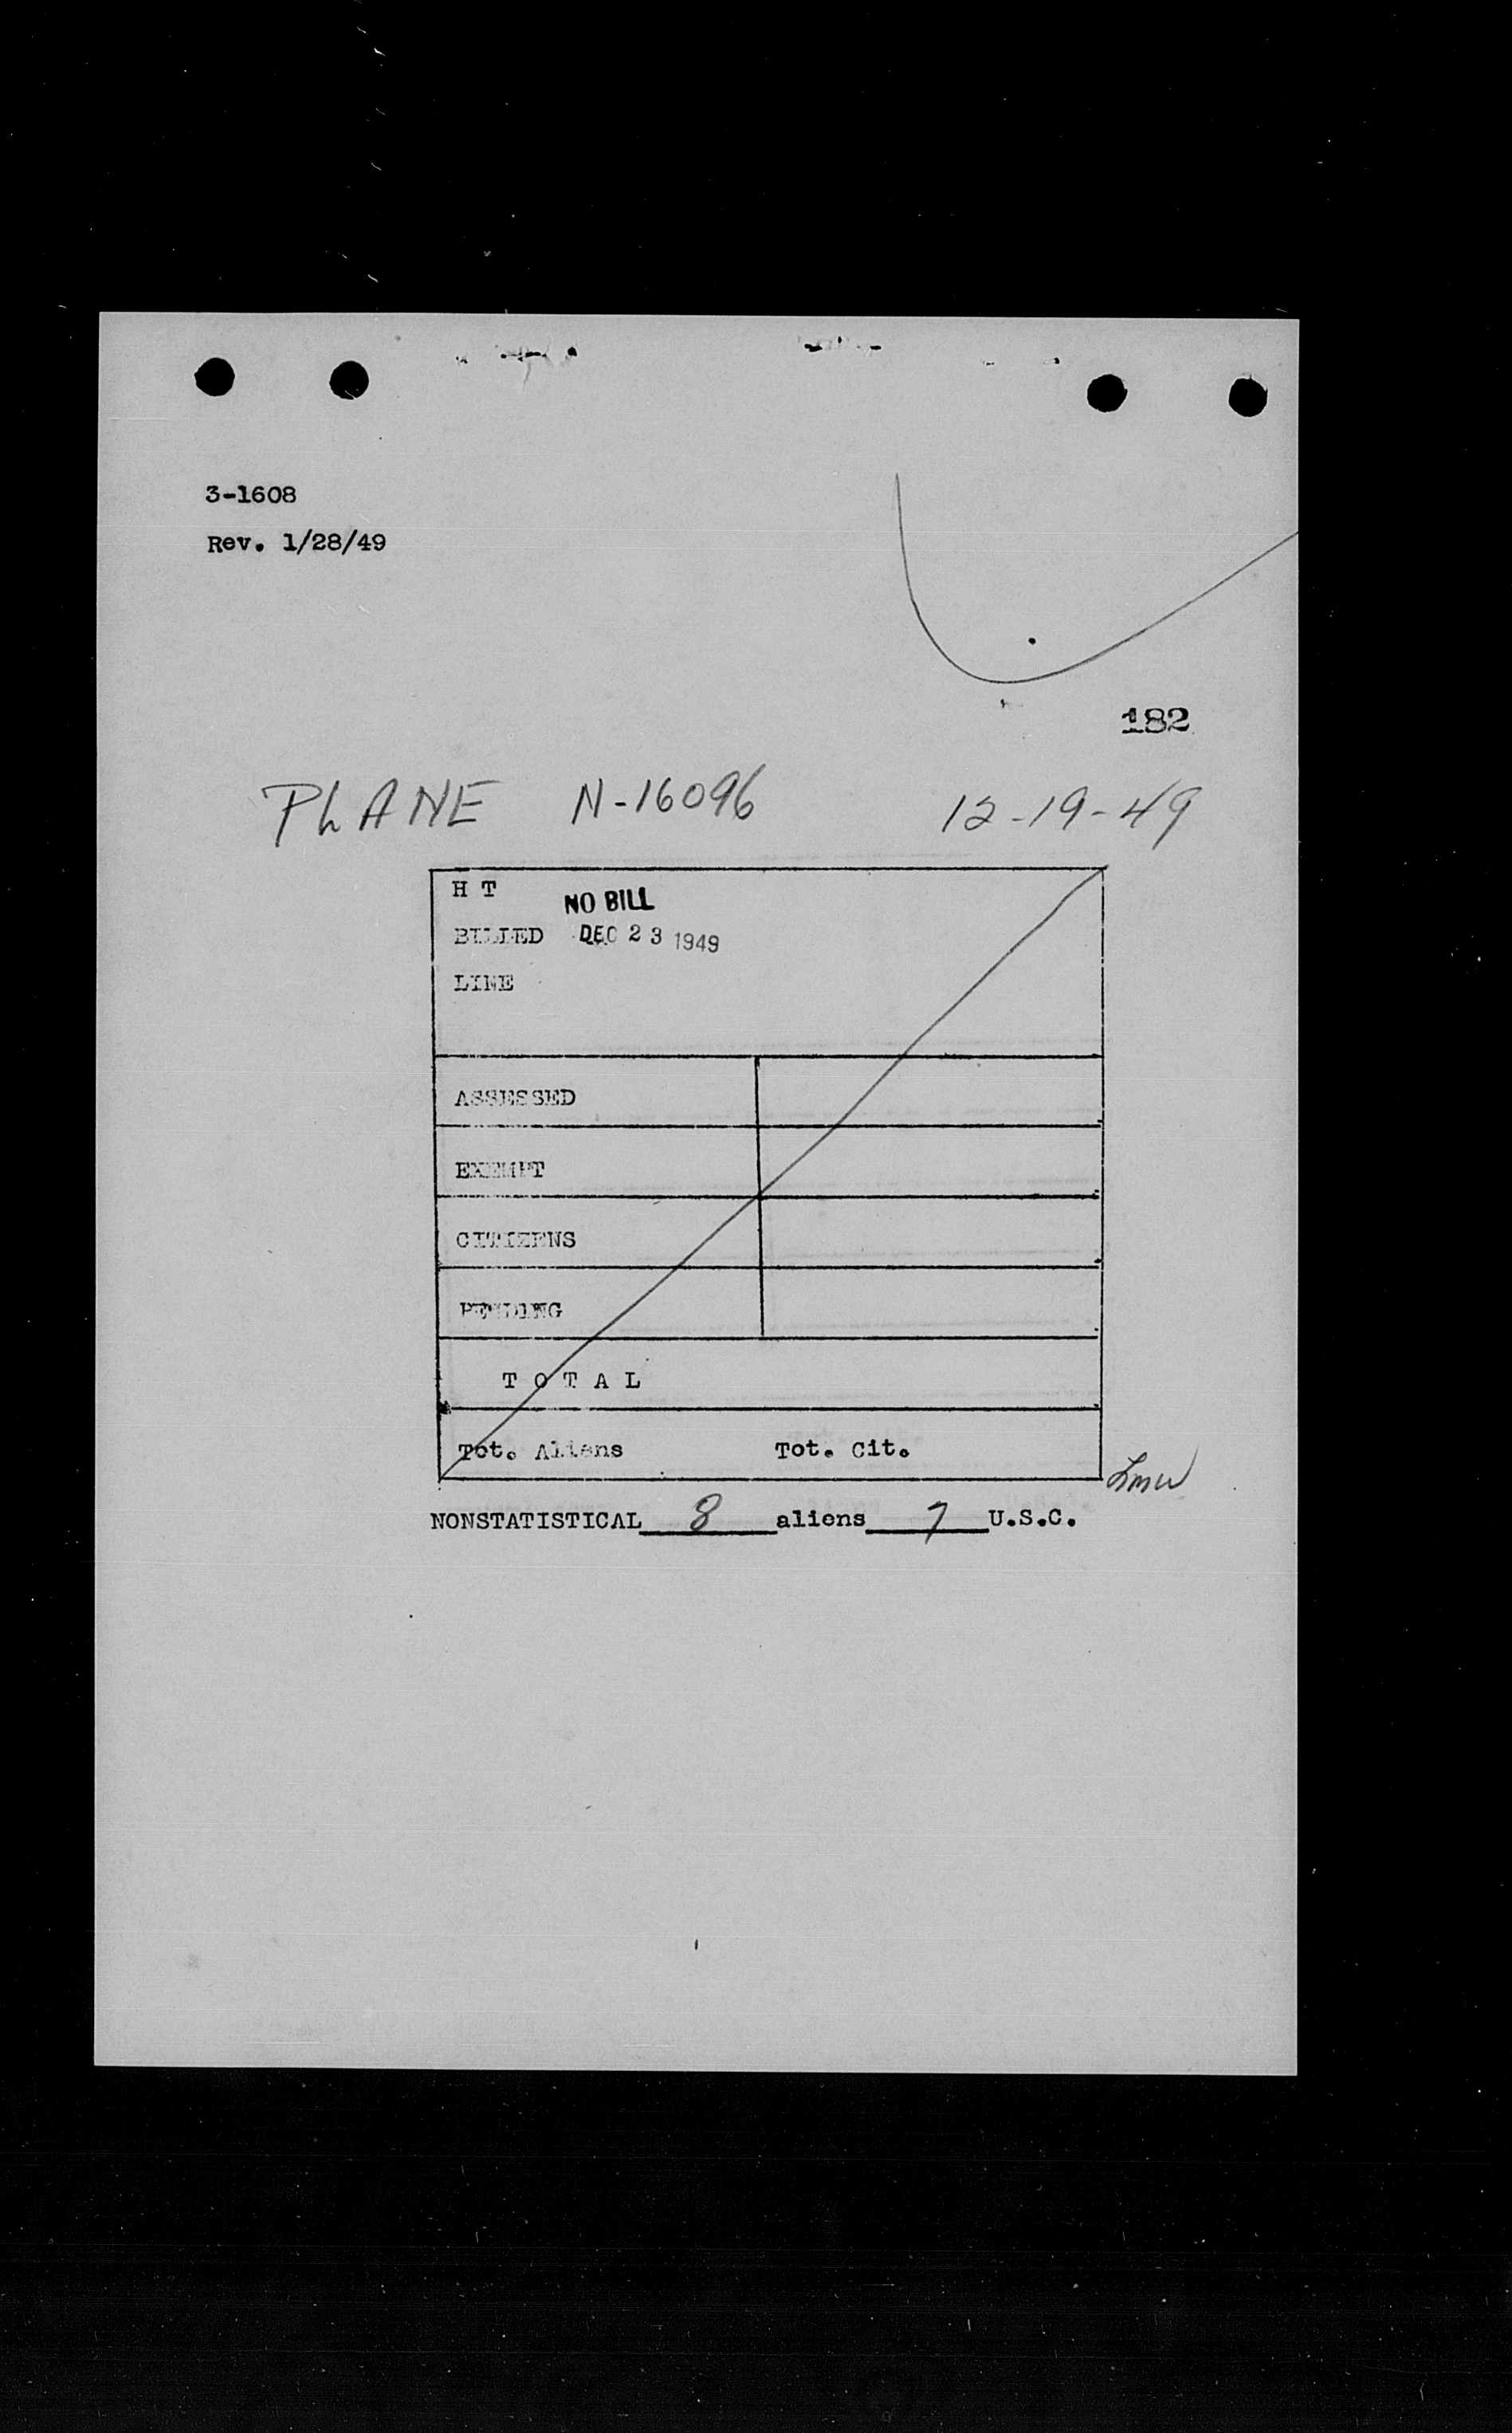 3-1608
Rev. 1/28/49
182
PLANE N-16096 12-19-49
H T
NO BILL
BILLED DEC 23 1949
LINE
ASSESSED
EXEMPT
CITIZENS
PENDING
T O T A L
Tot. Aliens Tot. Cit.
NONSTATISTICAL 8 aliens 7 U.S.C.